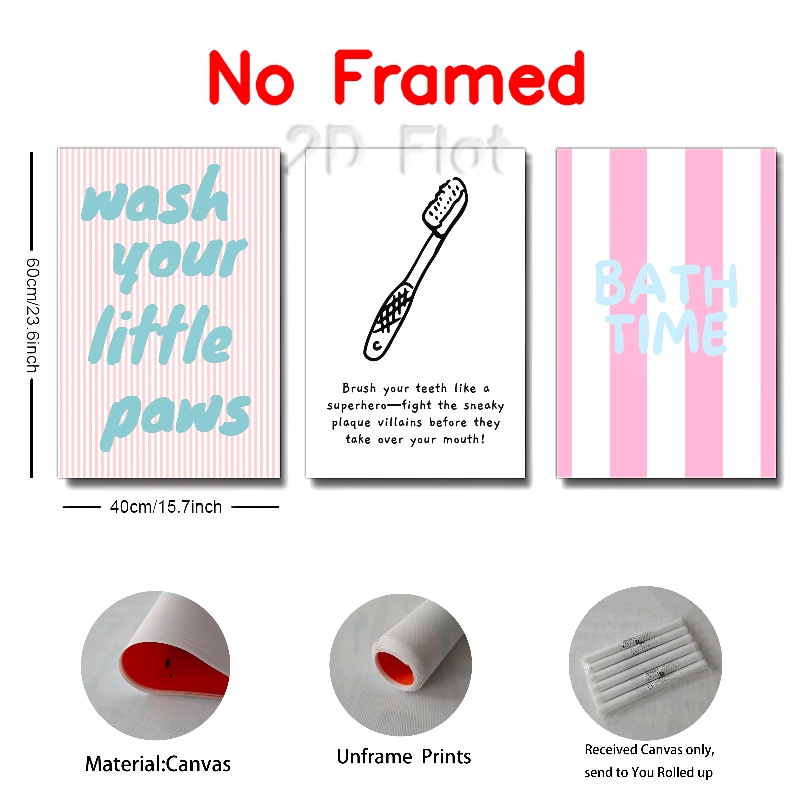 No Framed
2D Flat
wash
your
little
paws
Brush your teeth like a
superhero—fight the sneaky
plaque villains before they
take over your mouth!
BATH
TIME
60cm/23.6inch
40cm/15.7inch
Material:Canvas
Unframe Prints
Received Canvas only,
send to You Rolled up